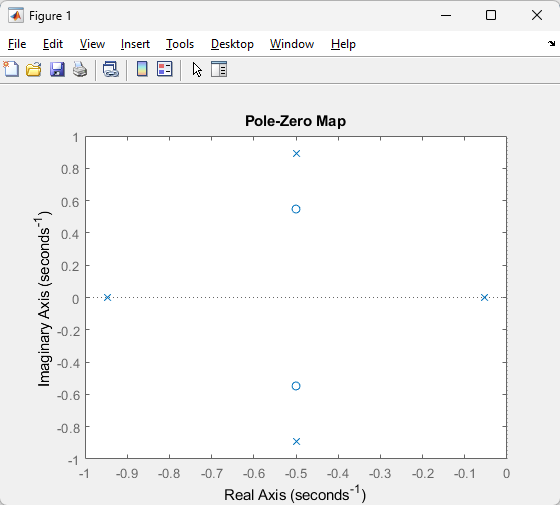 Figure 1
File Edit View Insert Tools Desktop Window Help
Pole-Zero Map
1
0.8
0.6
0.4
0.2
0
-0.2
-0.4
-0.6
-0.8
-1
Imaginary Axis (seconds-1)
-1 -0.9 -0.8 -0.7 -0.6 -0.5 -0.4 -0.3 -0.2 -0.1 0
Real Axis (seconds-1)